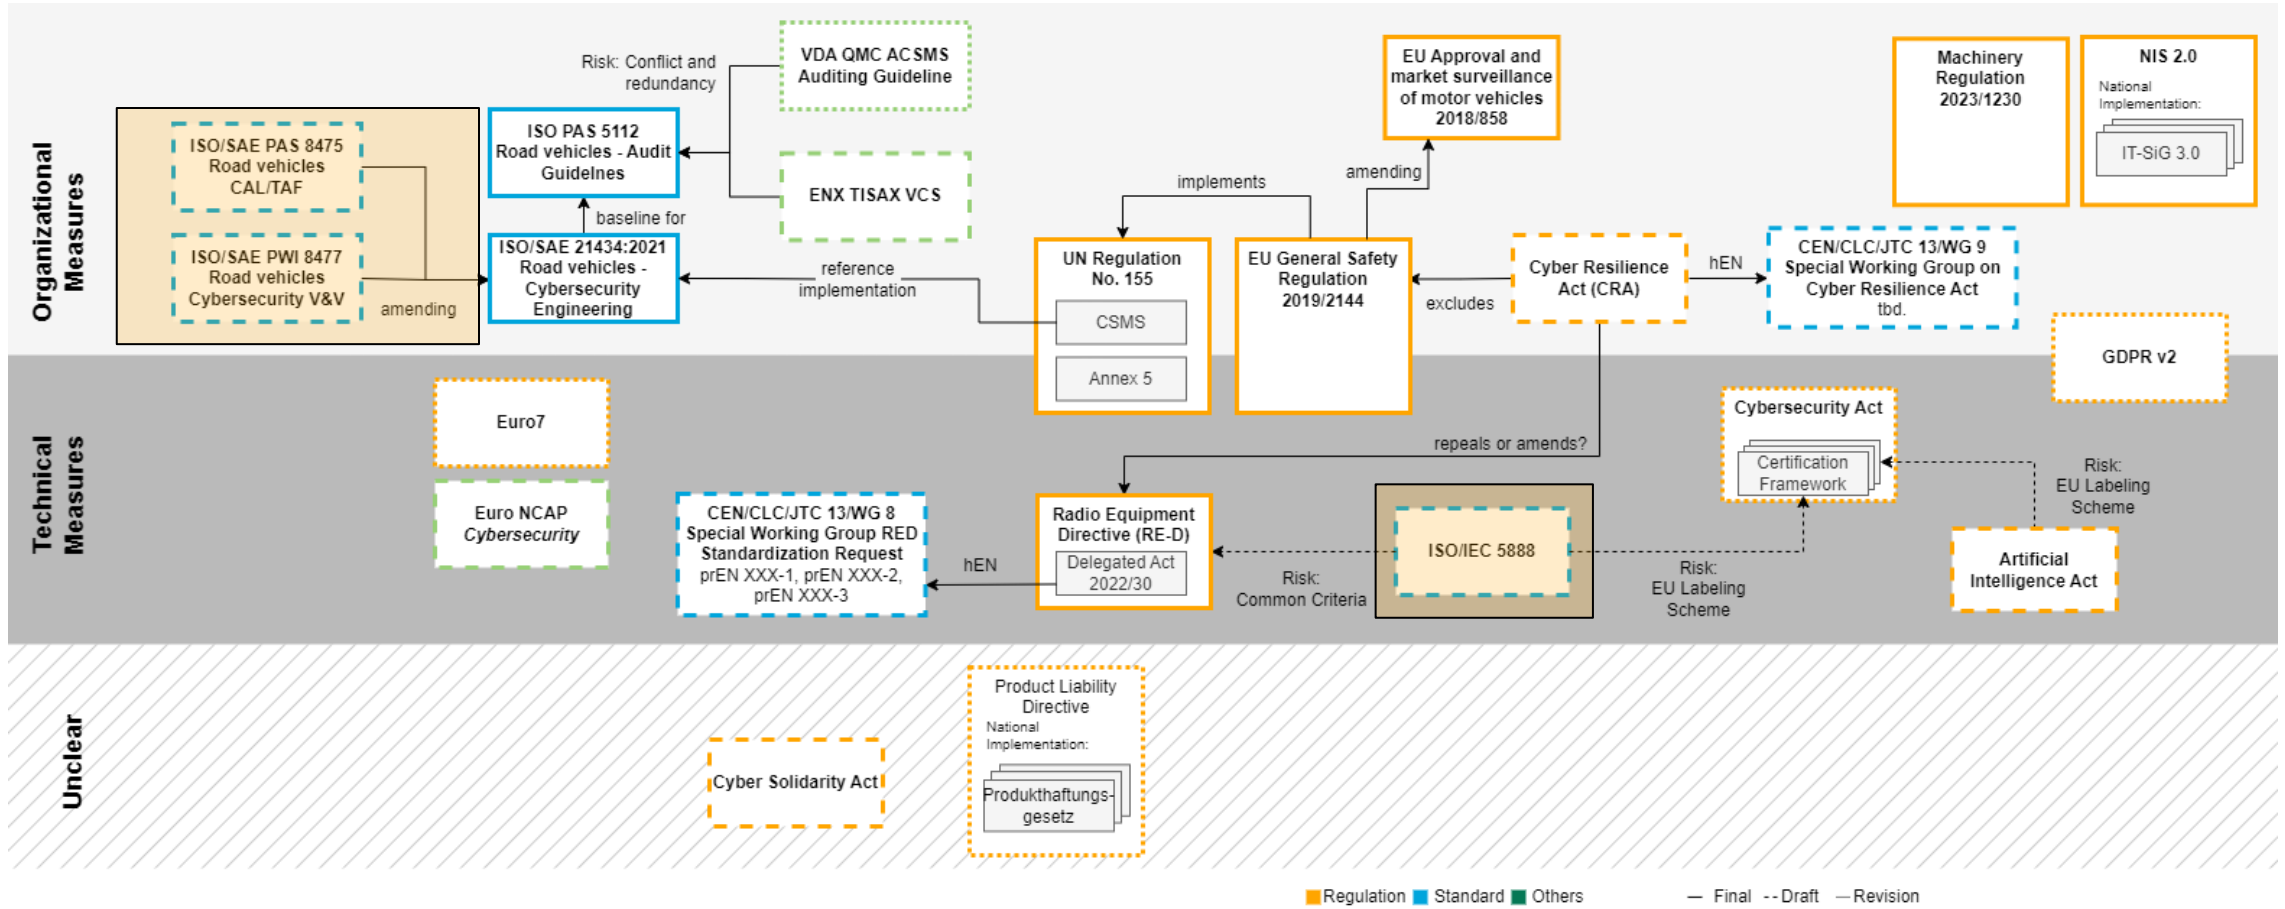 Organizational
Measures
ISO/SAE PAS 8475
Road vehicles
CAL/TAF
ISO/SAE PWI 8477
Road vehicles
Cybersecurity V&V
amending
ISO PAS 5112
Road vehicles - Audit
Guidelnes
baseline for
ISO/SAE 21434:2021
Road vehicles -
Cybersecurity
Engineering
Risk: Conflict and
redundancy
VDA QMC ACSMS
Auditing Guideline
ENX TISAX VCS
reference
implementation
UN Regulation
No. 155
CSMS
Annex 5
implements
EU General Safety
Regulation
2019/2144
amending
EU Approval and
market surveillance
of motor vehicles
2018/858
excludes
Cyber Resilience
Act (CRA)
hEN
CEN/CLC/JTC 13/WG 9
Special Working Group on
Cyber Resilience Act
tbd.
Machinery
Regulation
2023/1230
NIS 2.0
National
Implementation:
IT-SiG 3.0
GDPR v2
Technical
Measures
Euro7
Euro NCAP
Cybersecurity
CEN/CLC/JTC 13/WG 8
Special Working Group RED
Standardization Request
prEN XXX-1, prEN XXX-2,
prEN XXX-3
hEN
repeals or amends?
Radio Equipment
Directive (RE-D)
Delegated Act
2022/30
Risk:
Common Criteria
ISO/IEC 5888
Risk:
EU Labeling
Scheme
Cybersecurity Act
Certification
Framework
Risk:
EU Labeling
Scheme
Artificial
Intelligence Act
Unclear
Cyber Solidarity Act
Product Liability
Directive
National
Implementation:
Produkthaftungs-
gesetz
Regulation Standard Others Final Draft Revision